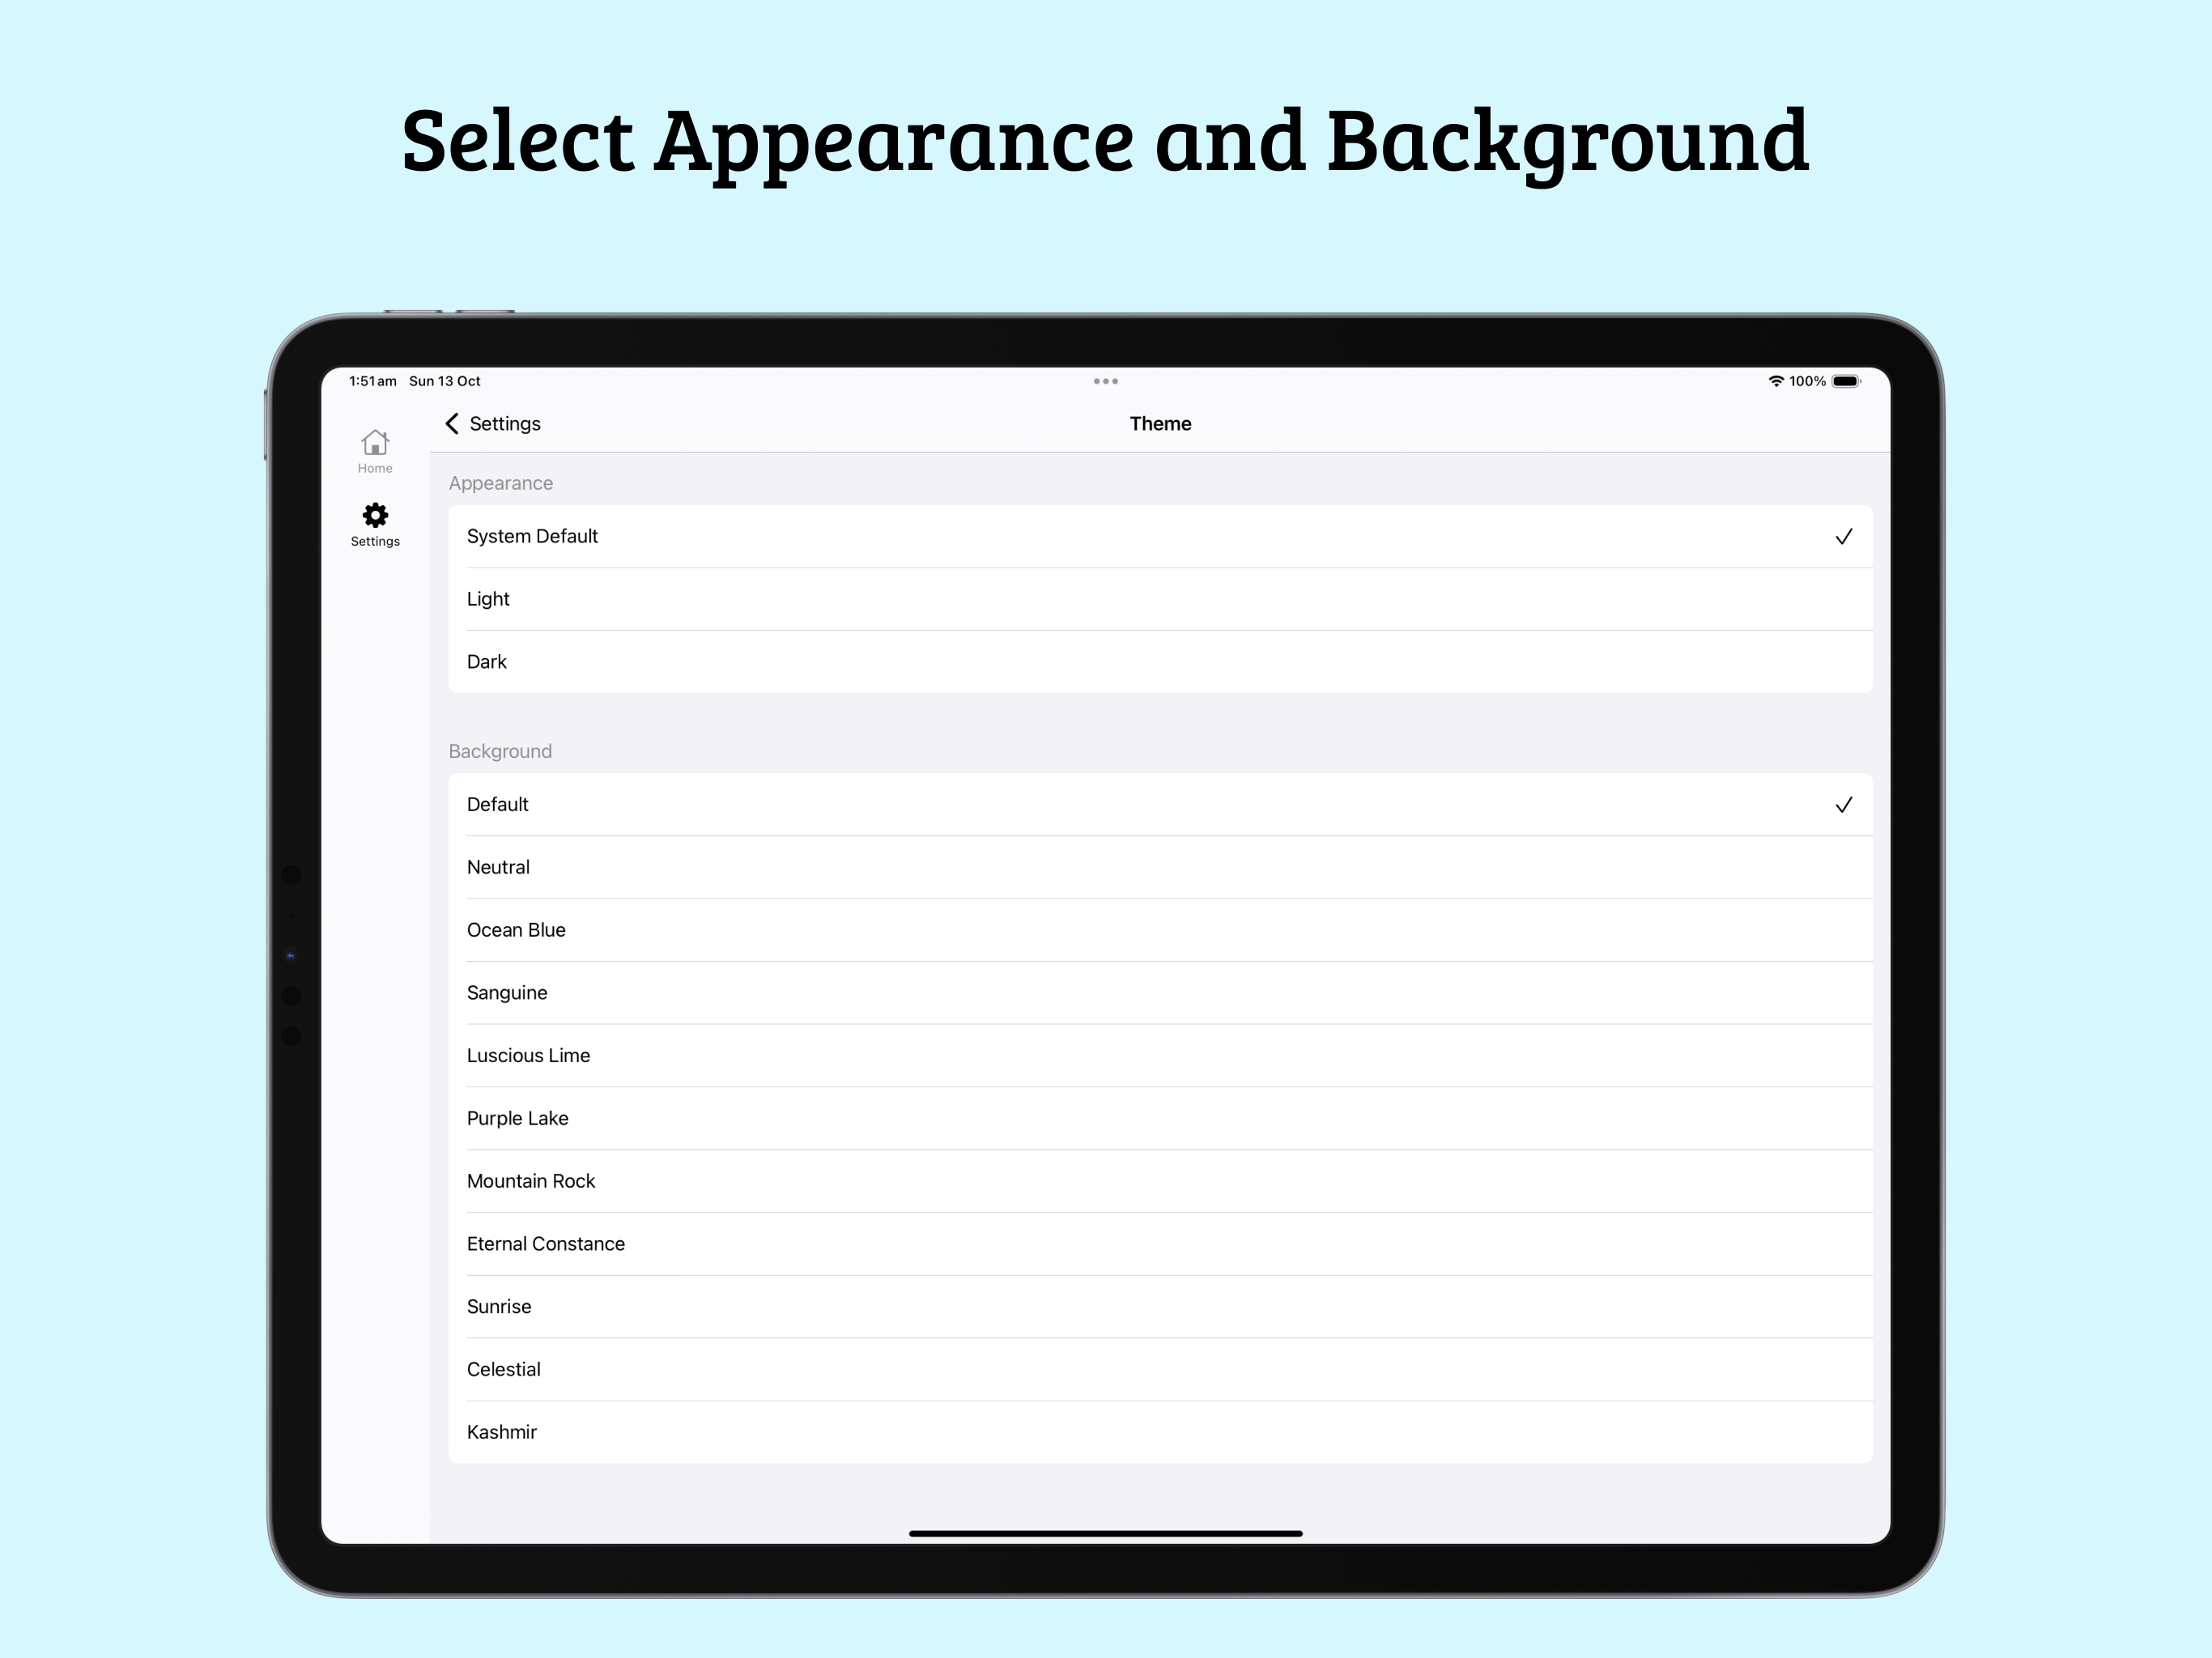 Select Appearance and Background
1:51 am Sun 13 Oct
100%
Home
Settings
Settings
Theme
Appearance
System Default
Light
Dark
Background
Default
Neutral
Ocean Blue
Sanguine
Luscious Lime
Purple Lake
Mountain Rock
Eternal Constance
Sunrise
Celestial
Kashmir